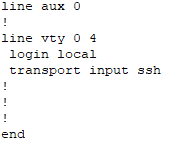 line aux 0
!
line vty 0 4
 login local
 transport input ssh
!
!
!
end